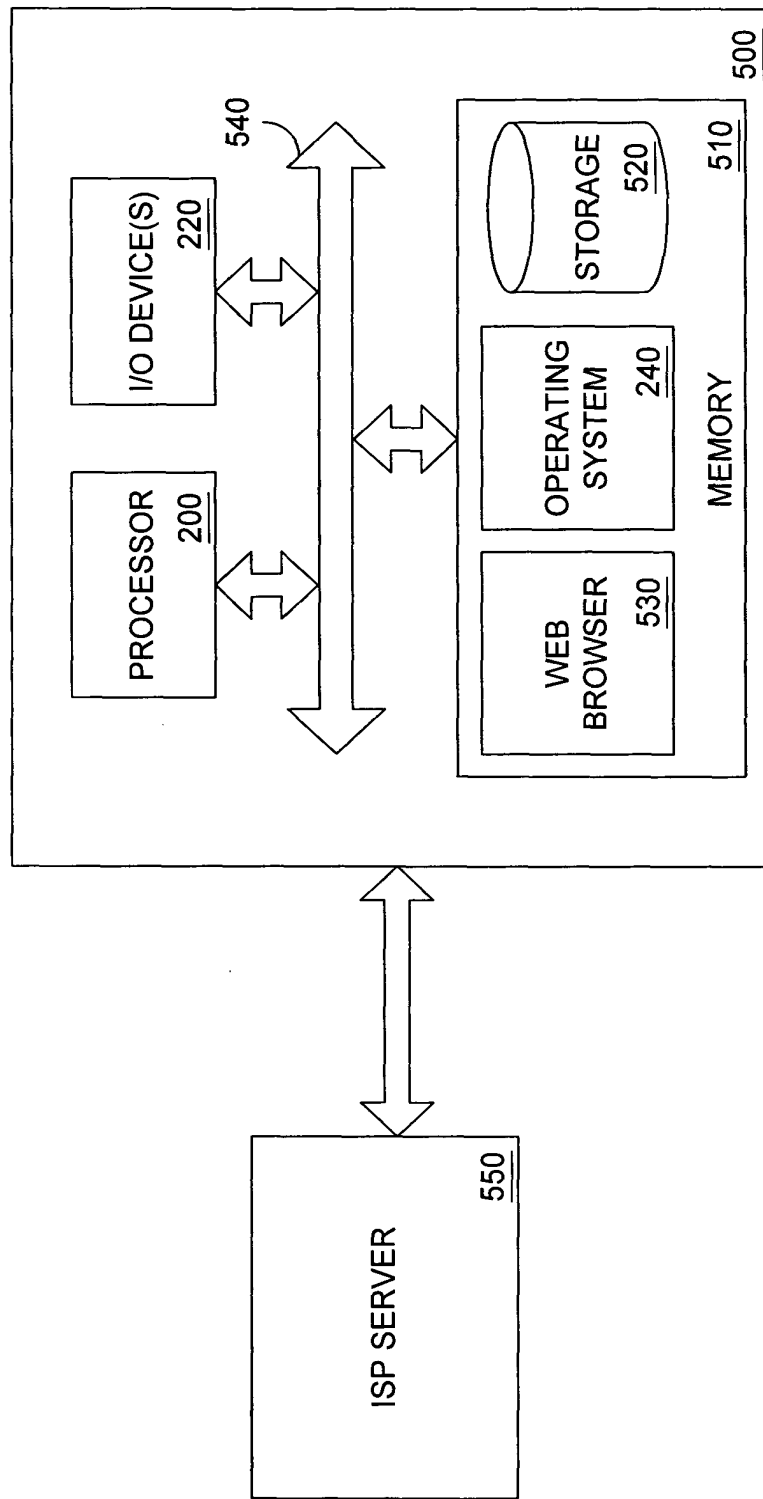 PROCESSOR
200
I/O DEVICE(S)
220
540
WEB
BROWSER
530
OPERATING
SYSTEM
240
STORAGE
520
MEMORY
510
500
ISP SERVER
550